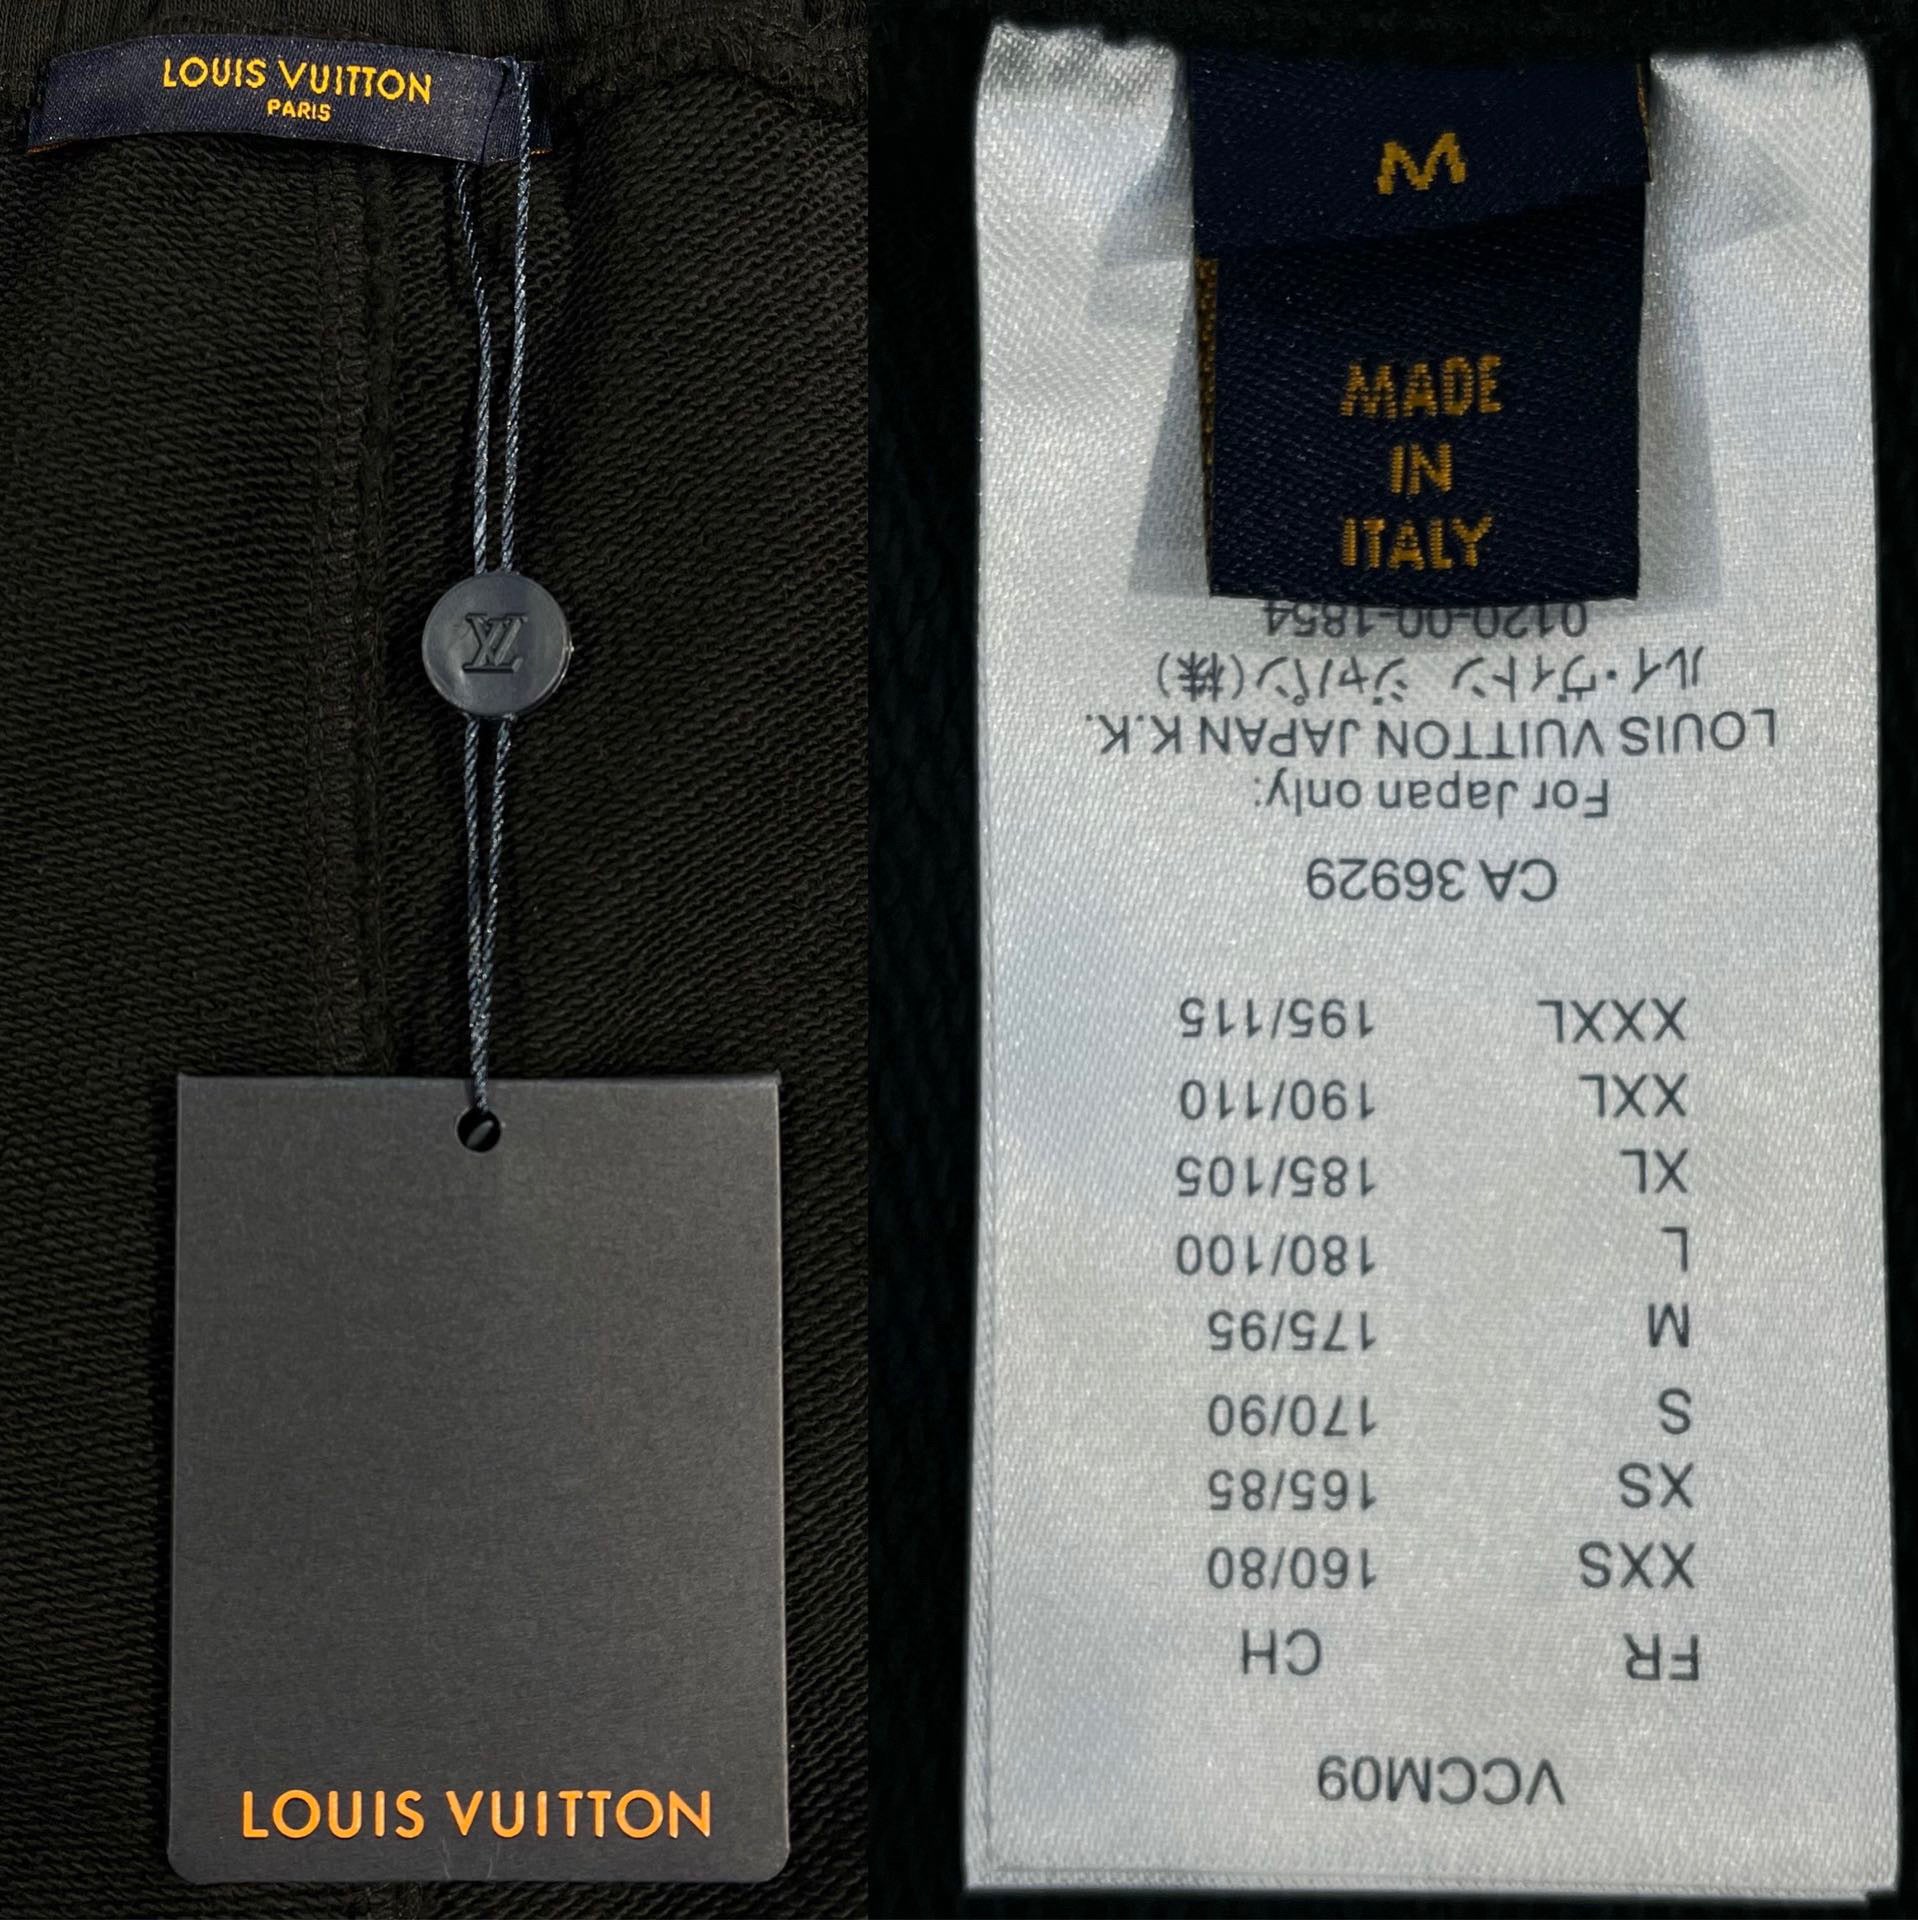 LOUIS VUITTON
PARIS
LV
LOUIS VUITTON
M
MADE
IN
ITALY
VCCM09
FR CH
XXS 160/80
XS 165/85
S 170/90
M 175/95
L 180/100
XL 185/105
XXL 190/110
XXXL 195/115
CA 36929
For Japan only:
LOUIS VUITTON JAPAN K.K.
ルイ・ヴィトン ジャパン(株)
0120-00-1854